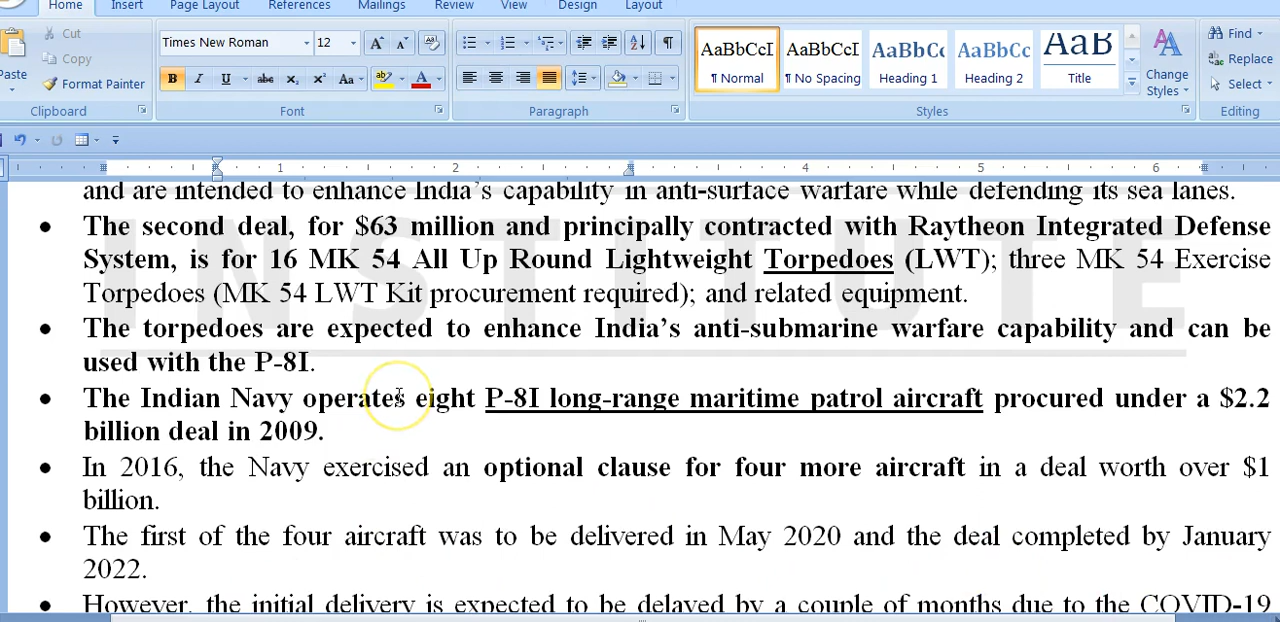 Home Insert Page Layout References Mailings Review View Design Layout
Cut
Copy
Paste
Format Painter
Clipboard
Times New Roman 12
B I U abc x₂ x² Aa
Font
Paragraph
AaBbCcI AaBbCcI AaBbCc AaBbCc AaB
¶ Normal ¶ No Spacing Heading 1 Heading 2 Title
Change Styles
Styles
Find
Replace
Select
Editing
1 2 4 5 6
INSTITUTE
and are intended to enhance India's capability in anti-surface warfare while defending its sea lanes.
• The second deal, for $63 million and principally contracted with Raytheon Integrated Defense
System, is for 16 MK 54 All Up Round Lightweight Torpedoes (LWT); three MK 54 Exercise
Torpedoes (MK 54 LWT Kit procurement required); and related equipment.
• The torpedoes are expected to enhance India's anti-submarine warfare capability and can be
used with the P-8I.
• The Indian Navy operates eight P-8I long-range maritime patrol aircraft procured under a $2.2
billion deal in 2009.
• In 2016, the Navy exercised an optional clause for four more aircraft in a deal worth over $1
billion.
• The first of the four aircraft was to be delivered in May 2020 and the deal completed by January
2022.
• However, the initial delivery is expected to be delayed by a couple of months due to the COVID-19